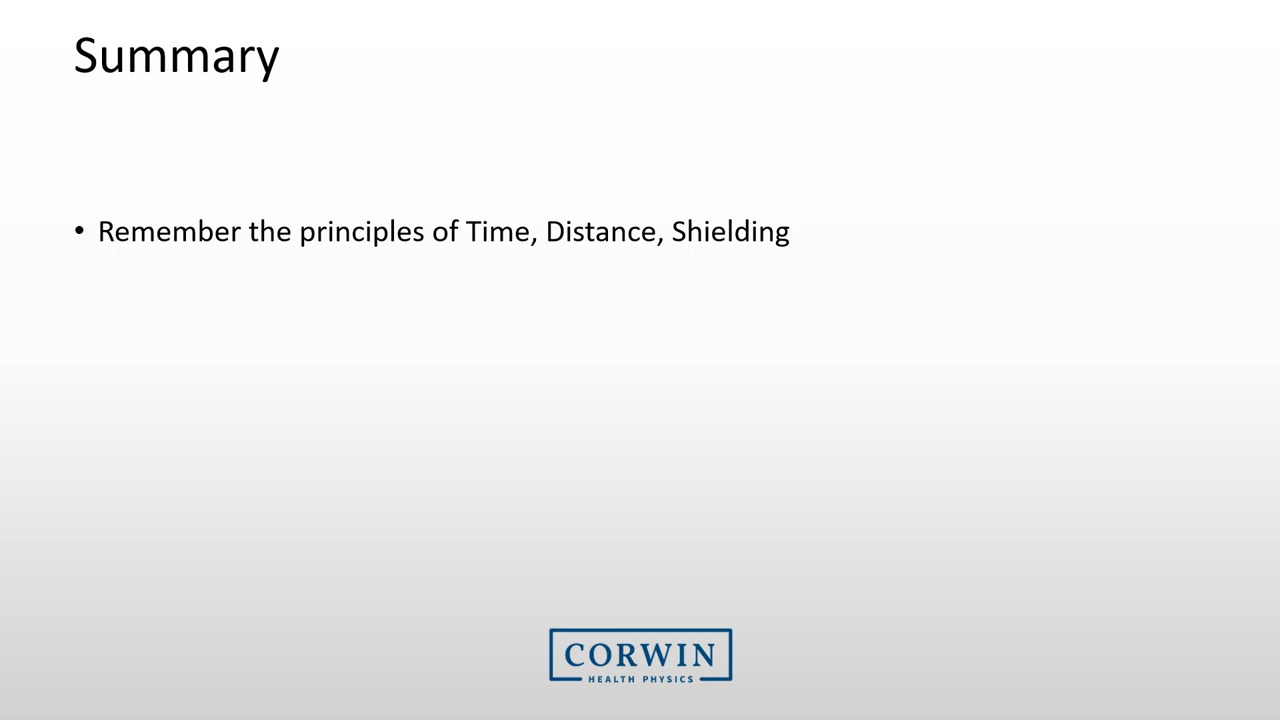 Summary
• Remember the principles of Time, Distance, Shielding
CORWIN
HEALTH PHYSICS